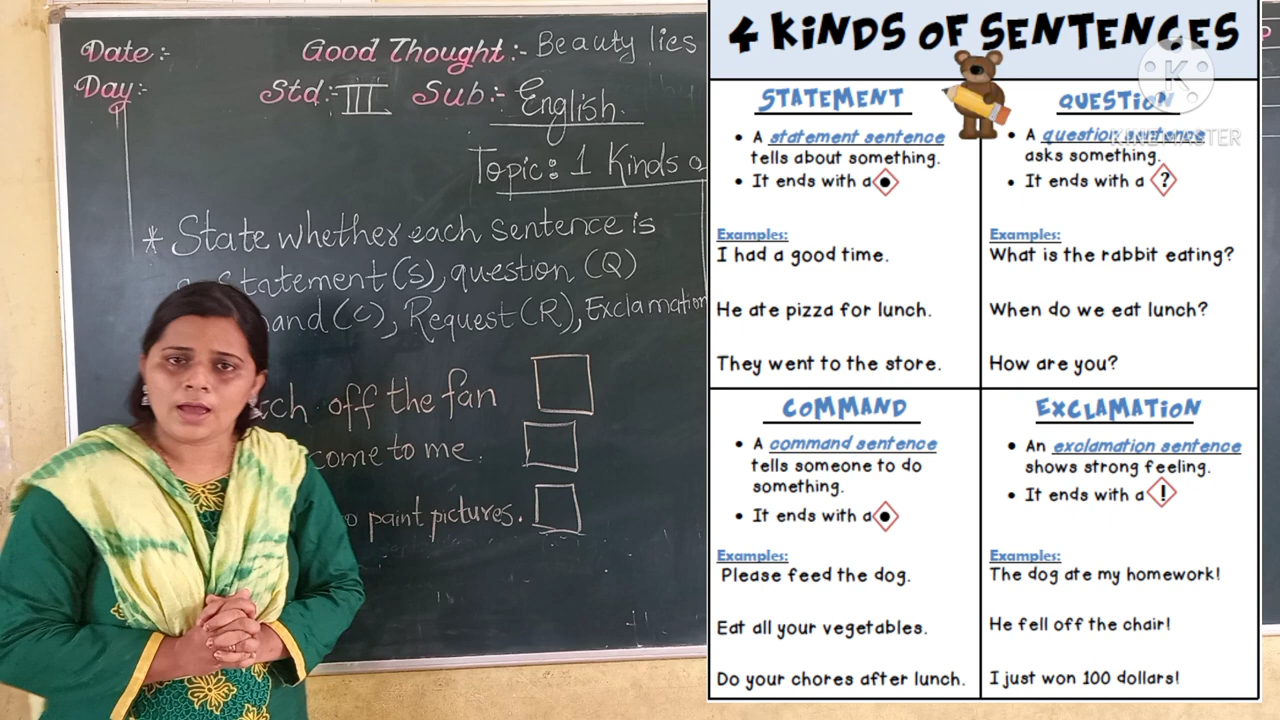 Date:- Good Thought:- Beauty lies
Day:- Std:- III Sub:- English.
Topic: 1 Kinds
* State whether each sentence is
a Statement(S), question (Q)
(C), Request(R), Exclamation
off the fan
come to me.
paint pictures.
4 KINDS OF SENTENCES
STATEMENT
• A statement sentence
tells about something.
• It ends with a .
Examples:
I had a good time.
He ate pizza for lunch.
They went to the store.
QUESTION
• A question sentence
asks something.
• It ends with a ?
Examples:
What is the rabbit eating?
When do we eat lunch?
How are you?
COMMAND
• A command sentence
tells someone to do
something.
• It ends with a .
Examples:
Please feed the dog.
Eat all your vegetables.
Do your chores after lunch.
EXCLAMATION
• An exclamation sentence
shows strong feeling.
• It ends with a !
Examples:
The dog ate my homework!
He fell off the chair!
I just won 100 dollars!
K
KINEMASTER